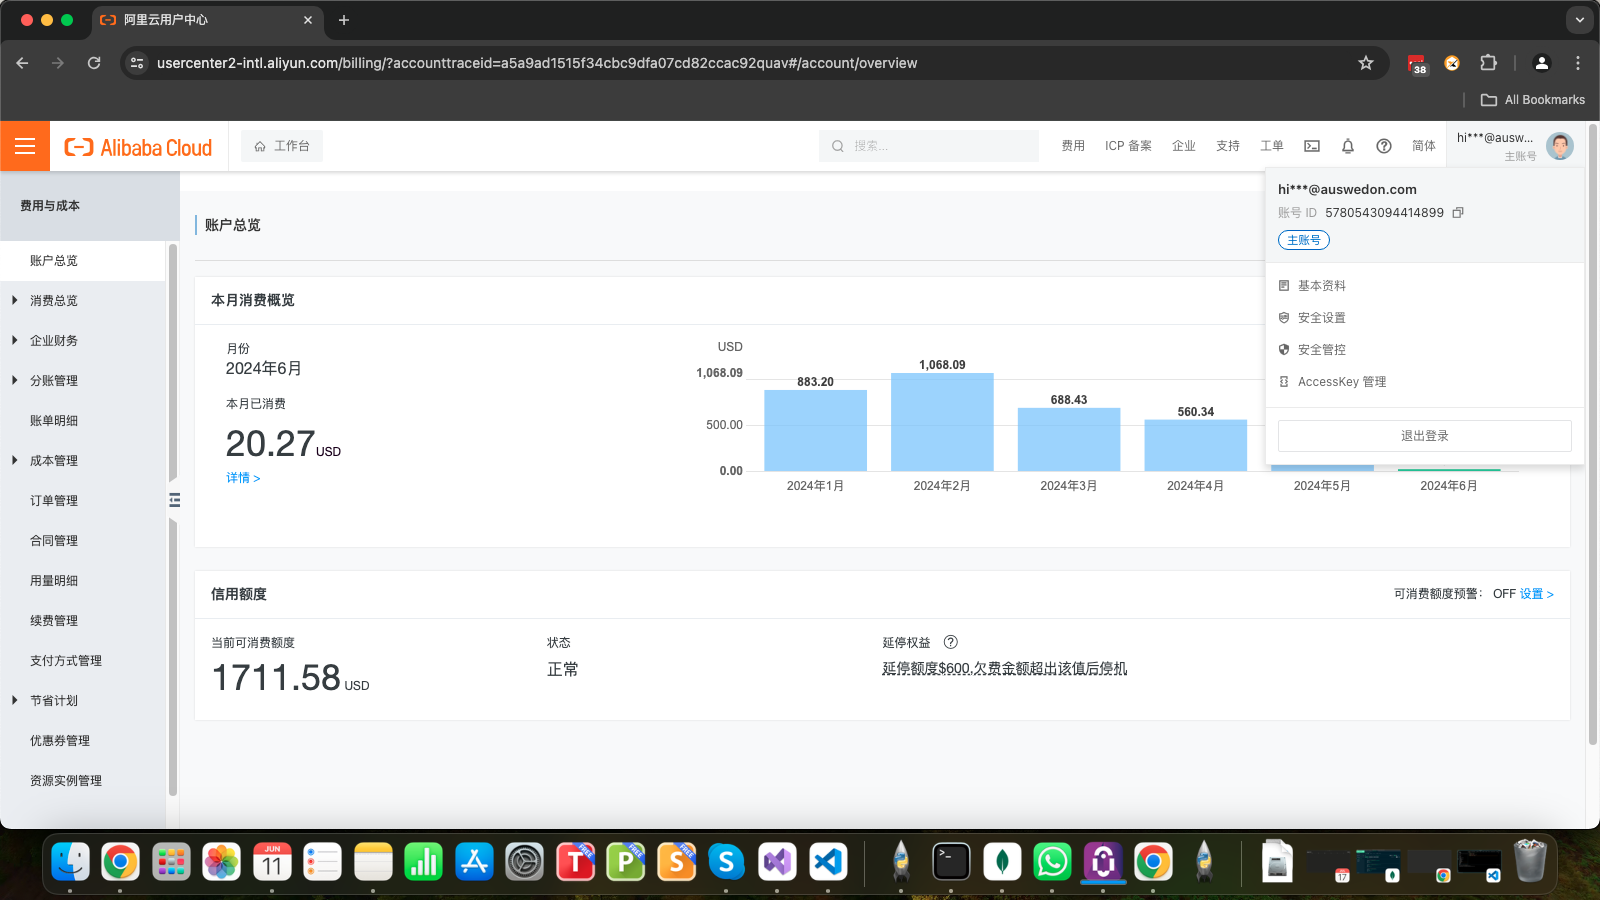 阿里云用户中心
usercenter2-intl.aliyun.com/billing/?accounttraceid=a5a9ad1515f34cbc9dfa07cd82ccac92quav#/account/overview
38
All Bookmarks
Alibaba Cloud
工作台
搜索...
费用
ICP 备案
企业
支持
工单
简体
hi***@ausw...
主账号
hi***@auswedon.com
账号 ID 5780543094414899
主账号
基本资料
安全设置
安全管控
AccessKey 管理
退出登录
费用与成本
账户总览
消费总览
企业财务
分账管理
账单明细
成本管理
订单管理
合同管理
用量明细
续费管理
支付方式管理
节省计划
优惠券管理
资源实例管理
账户总览
本月消费概览
月份
2024年6月
本月已消费
20.27 USD
详情 >
USD
1,068.09
500.00
0.00
883.20
1,068.09
688.43
560.34
2024年1月
2024年2月
2024年3月
2024年4月
2024年5月
2024年6月
信用额度
可消费额度预警： OFF 设置 >
当前可消费额度
1711.58 USD
状态
正常
延停权益
延停额度$600,欠费金额超出该值后停机
JUN
11
T
FREE
P
FREE
S
FREE
17